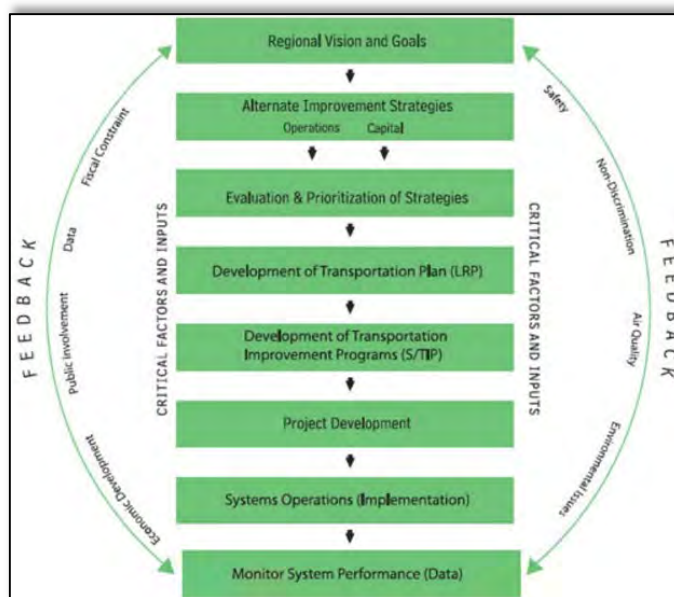 Regional Vision and Goals
Alternate Improvement Strategies
Operations Capital
Evaluation & Prioritization of Strategies
Development of Transportation Plan (LRP)
Development of Transportation
Improvement Programs (S/TIP)
Project Development
Systems Operations (Implementation)
Monitor System Performance (Data)
FEEDBACK
Fiscal Constraint
Data
Public involvement
Economic Development
CRITICAL FACTORS AND INPUTS
CRITICAL FACTORS AND INPUTS
Safety
Non-Discrimination
Air Quality
Environmental Issues
FEEDBACK